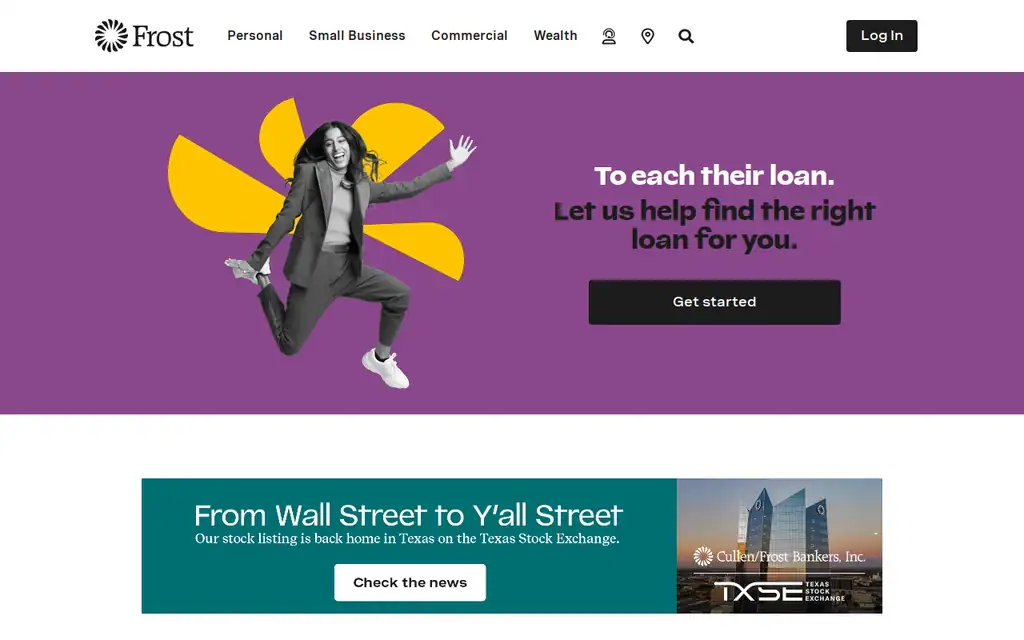 Frost
Personal
Small Business
Commercial
Wealth
Log In
To each their loan.
Let us help find the right
loan for you.
Get started
From Wall Street to Y'all Street
Our stock listing is back home in Texas on the Texas Stock Exchange.
Check the news
Cullen/Frost Bankers, Inc.
TXSE
TEXAS
STOCK
EXCHANGE